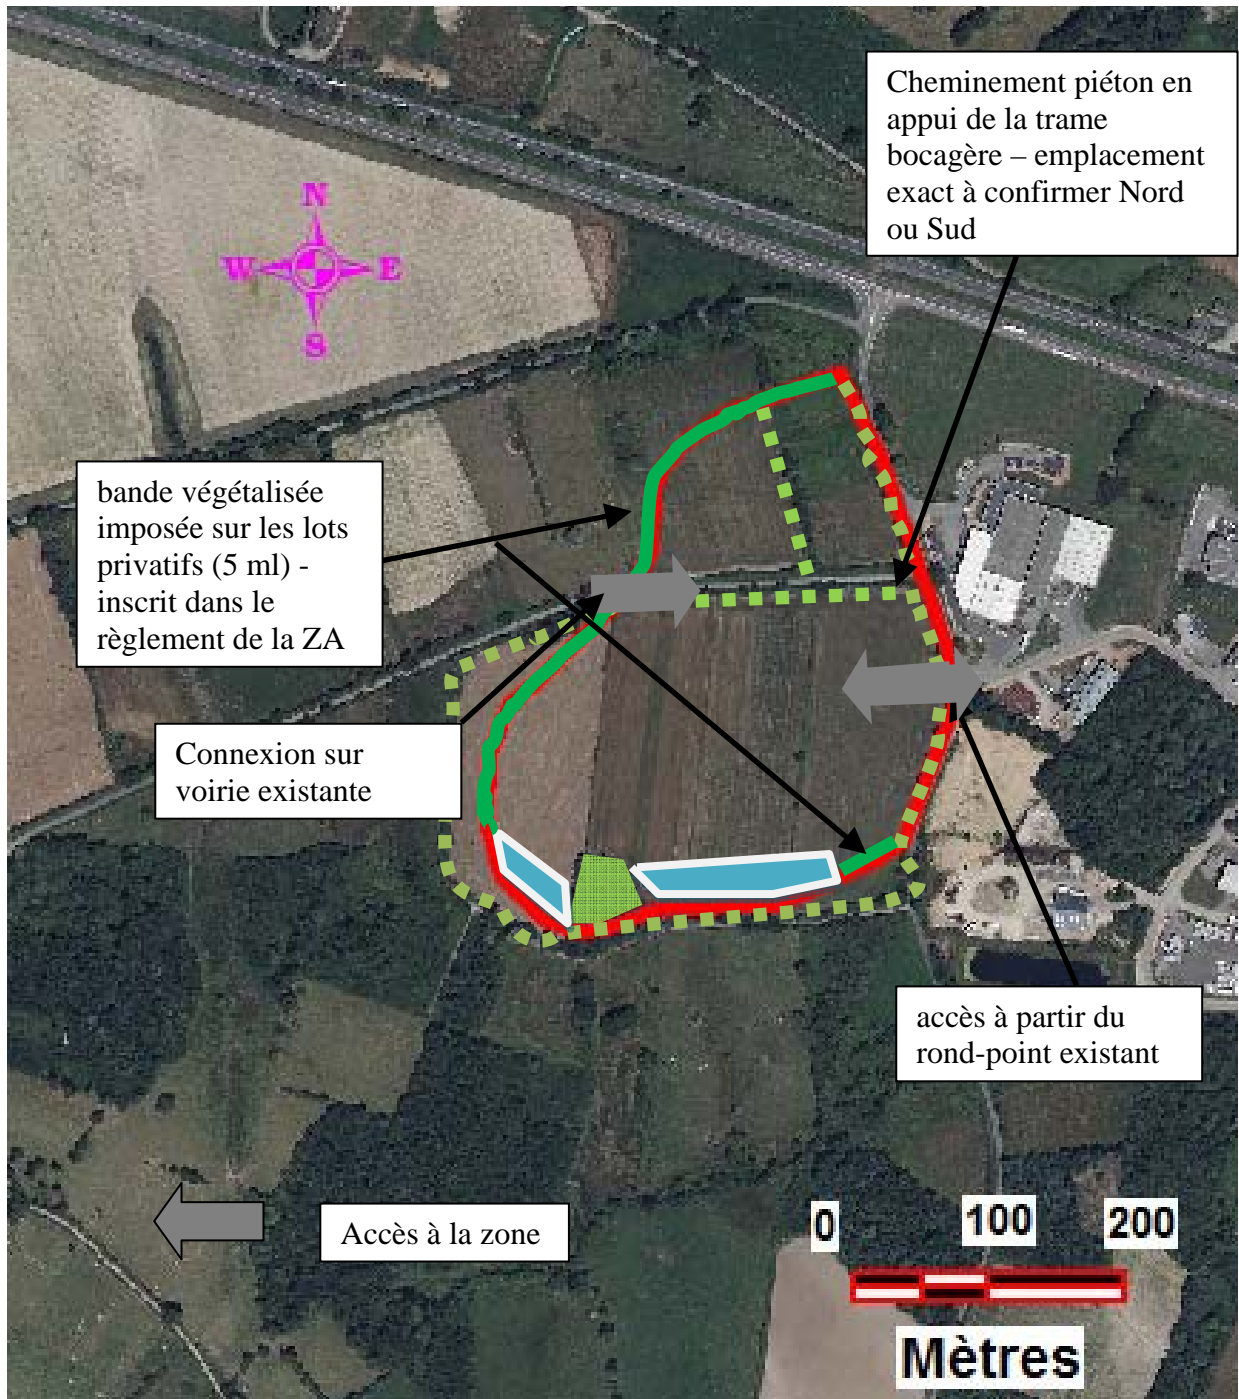 Cheminement piéton en
appui de la trame
bocagère – emplacement
exact à confirmer Nord
ou Sud
N
W E
S
bande végétalisée
imposée sur les lots
privatifs (5 ml) -
inscrit dans le
règlement de la ZA
Connexion sur
voirie existante
accès à partir du
rond-point existant
Accès à la zone
0 100 200
Mètres